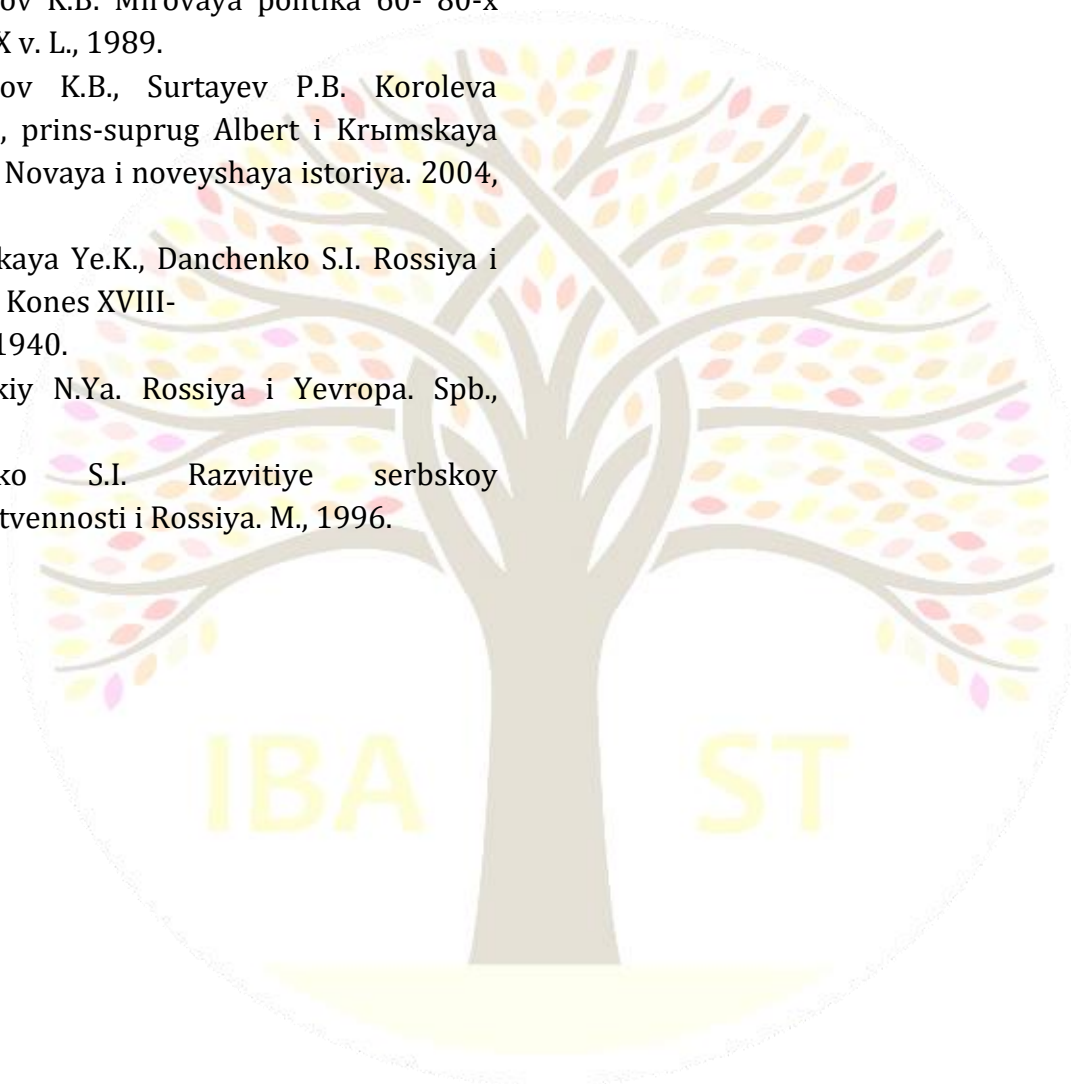 ov K.B. Mirovaya politika 60- 80-x
X v. L., 1989.
ov K.B., Surtayev P.B. Koroleva
, prins-suprug Albert i Krыmskaya
Novaya i noveyshaya istoriya. 2004,
kaya Ye.K., Danchenko S.I. Rossiya i
Kones XVIII-
1940.
kiy N.Ya. Rossiya i Yevropa. Spb.,
ko S.I. Razvitiye serbskoy
tvennosti i Rossiya. M., 1996.
IBA ST